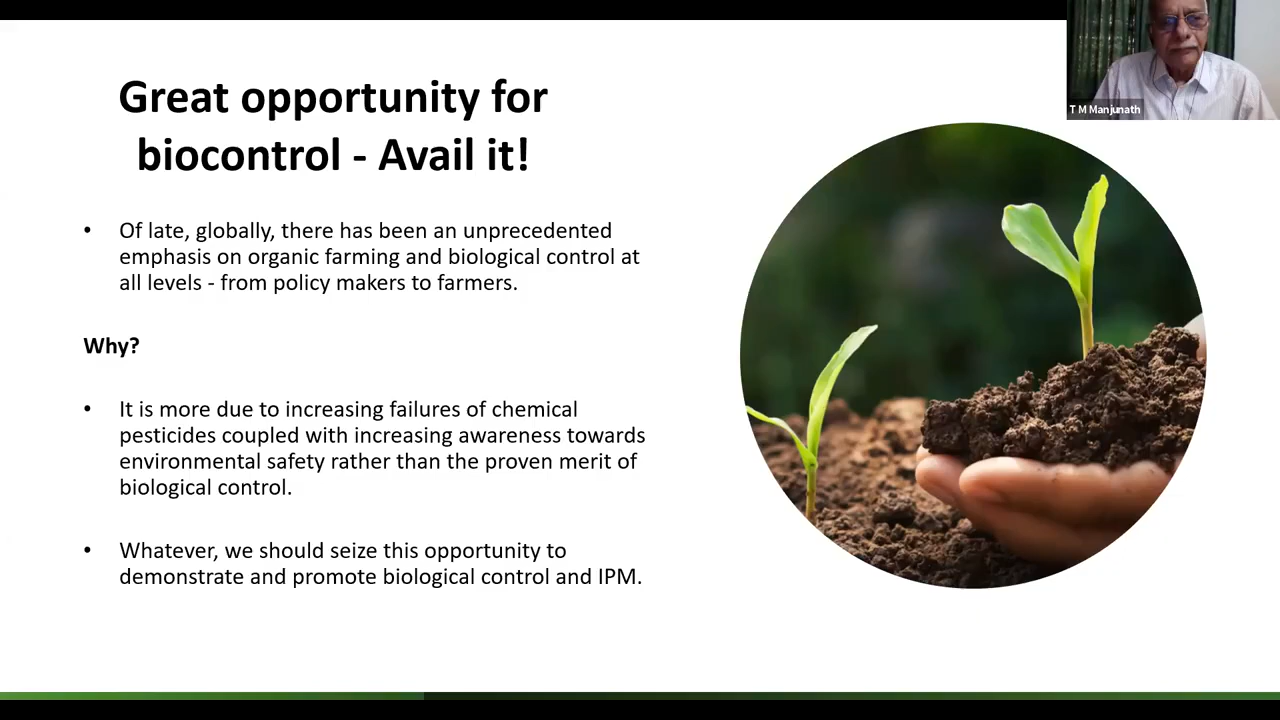 T M Manjunath
Great opportunity for
biocontrol - Avail it!
• Of late, globally, there has been an unprecedented
emphasis on organic farming and biological control at
all levels - from policy makers to farmers.
Why?
• It is more due to increasing failures of chemical
pesticides coupled with increasing awareness towards
environmental safety rather than the proven merit of
biological control.
• Whatever, we should seize this opportunity to
demonstrate and promote biological control and IPM.